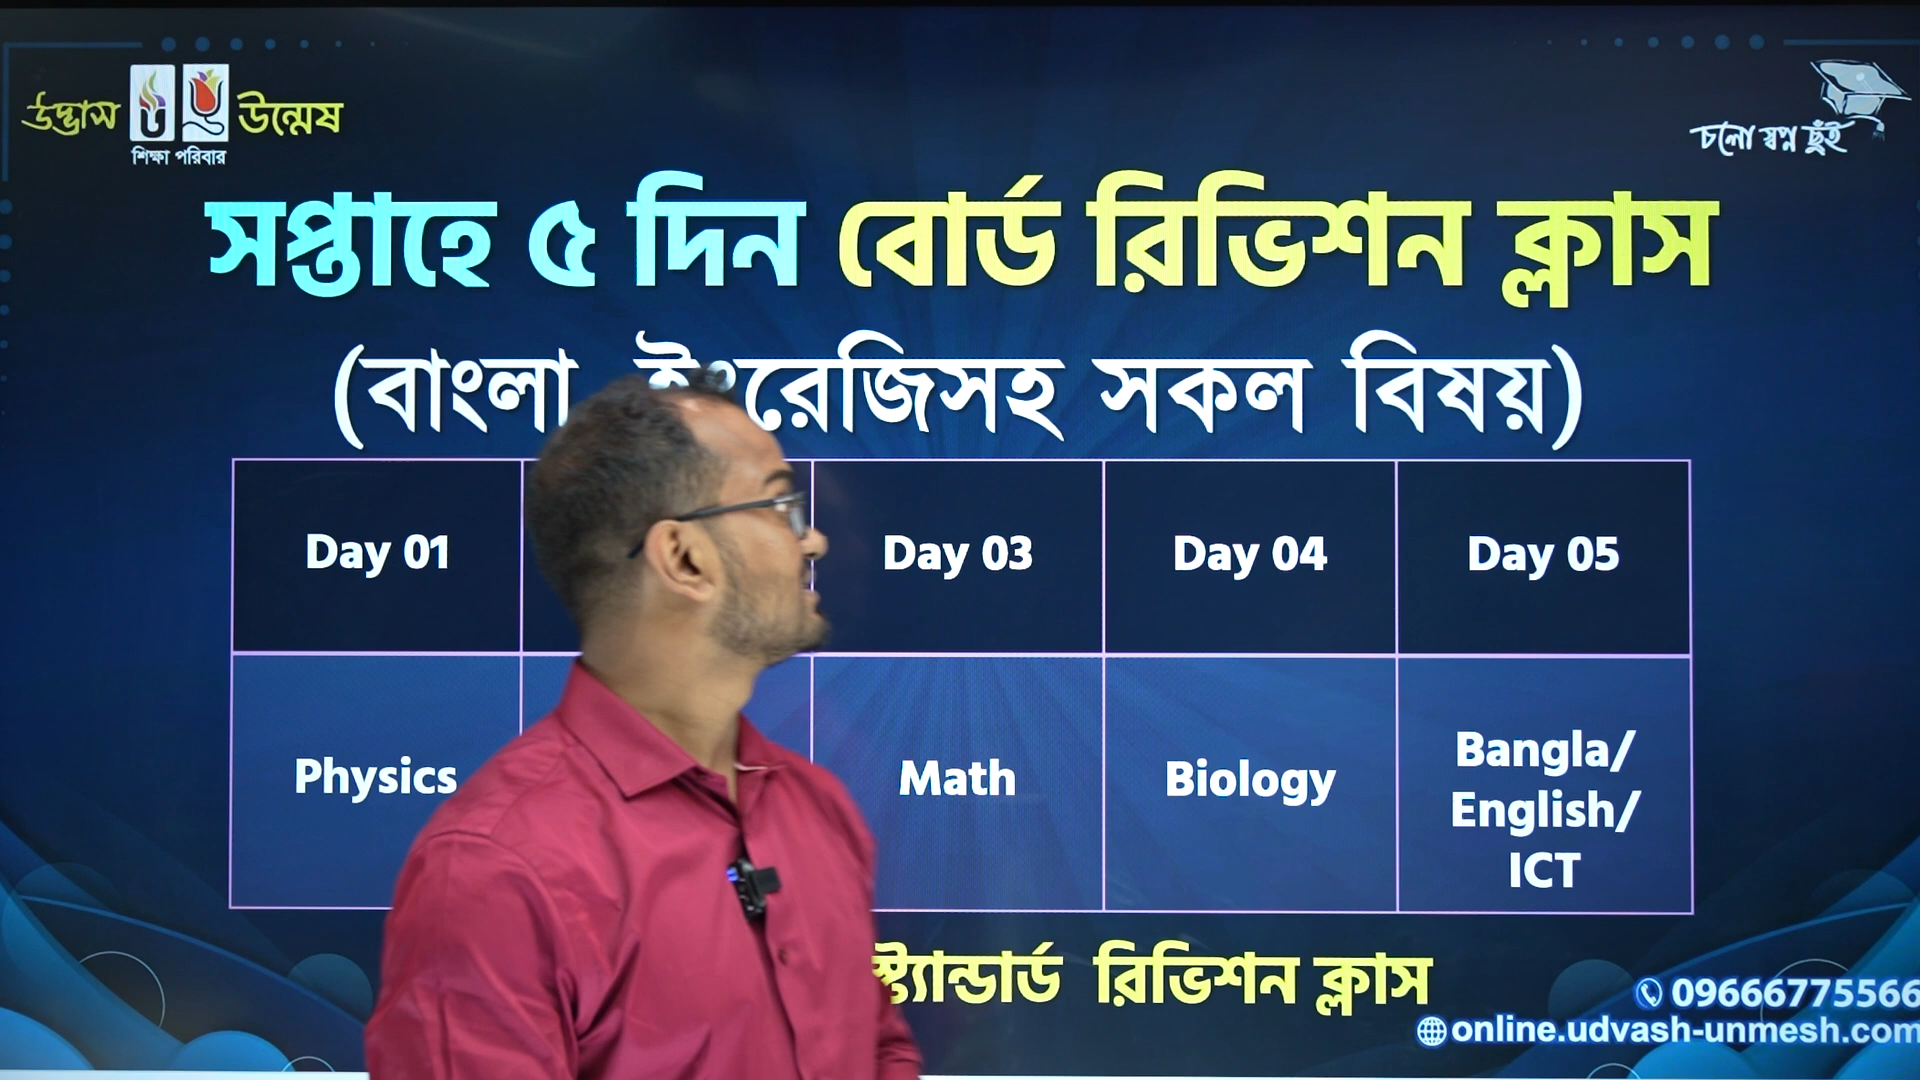 উদ্ভাস উন্মেষ
শিক্ষা পরিবার
চলো স্বপ্ন ছুঁই
সপ্তাহে ৫ দিন বোর্ড রিভিশন ক্লাস
(বাংলা ইংরেজিসহ সকল বিষয়)
Day 01 Day 03 Day 04 Day 05
Physics Math Biology Bangla/
English/
ICT
স্ট্যান্ডার্ড রিভিশন ক্লাস
09666775566
online.udvash-unmesh.com